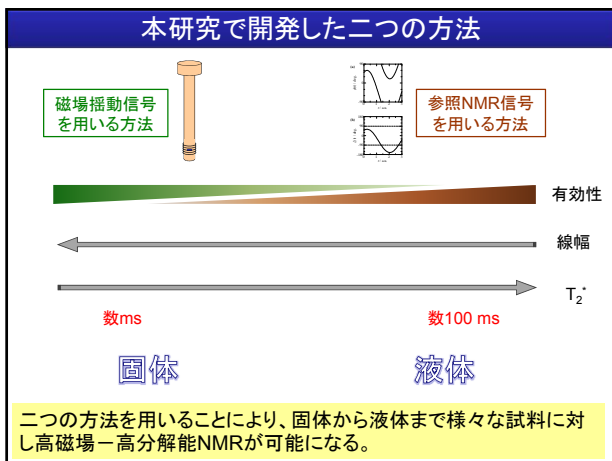 本研究で開発した二つの方法
磁場揺動信号
を用いる方法
参照NMR信号
を用いる方法
有効性
線幅
T2*
数ms
数100 ms
固体
液体
二つの方法を用いることにより、固体から液体まで様々な試料に対
し高磁場－高分解能NMRが可能になる。